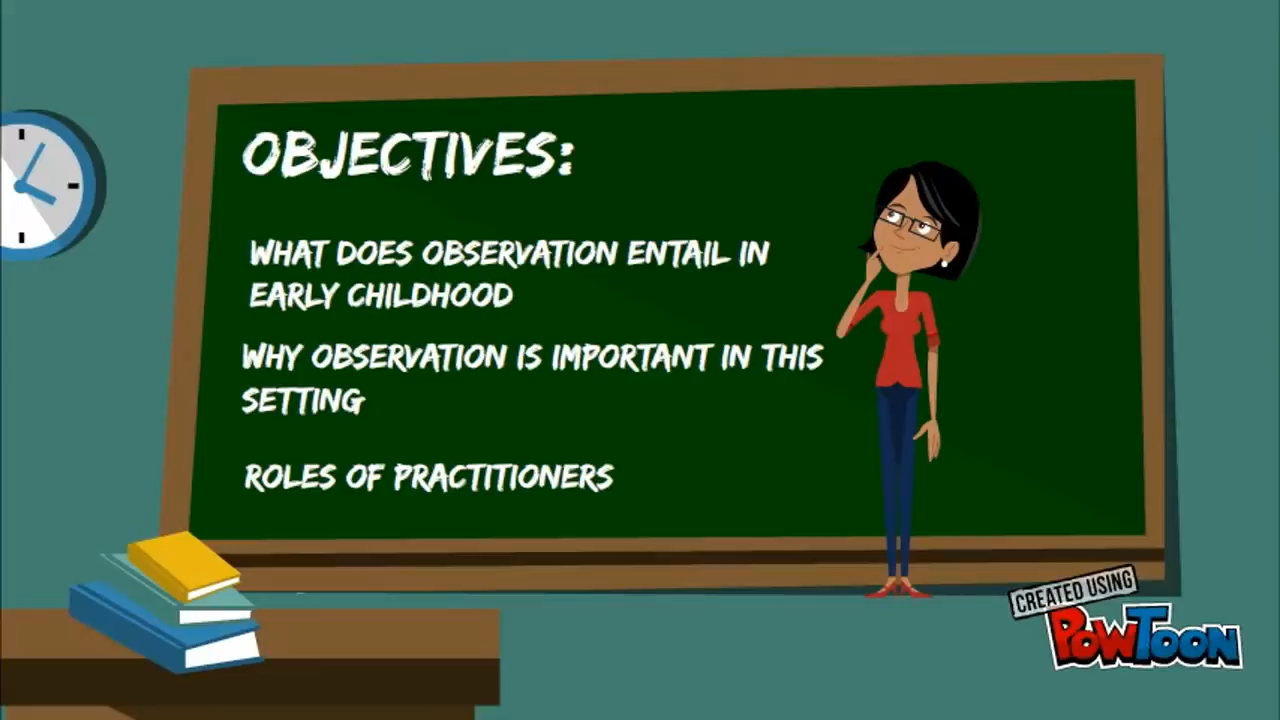 OBJECTIVES:
WHAT DOES OBSERVATION ENTAIL IN
EARLY CHILDHOOD
WHY OBSERVATION IS IMPORTANT IN THIS
SETTING
ROLES OF PRACTITIONERS
CREATED USING
POWTOON